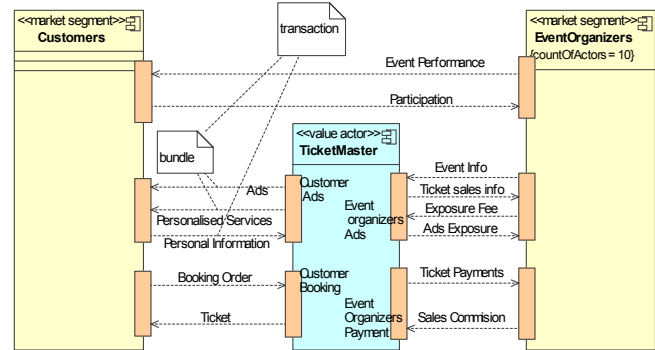 <<market segment>>
Customers
transaction
<<market segment>>
EventOrganizers
{countOfActors = 10}
Event Performance
Participation
<<value actor>>
TicketMaster
bundle
Ads
Personalised Services
Personal Information
Customer
Ads
Event
organizers
Ads
Event Info
Ticket sales info
Exposure Fee
Ads Exposure
Booking Order
Ticket
Customer
Booking
Event
Organizers
Payment
Ticket Payments
Sales Commision